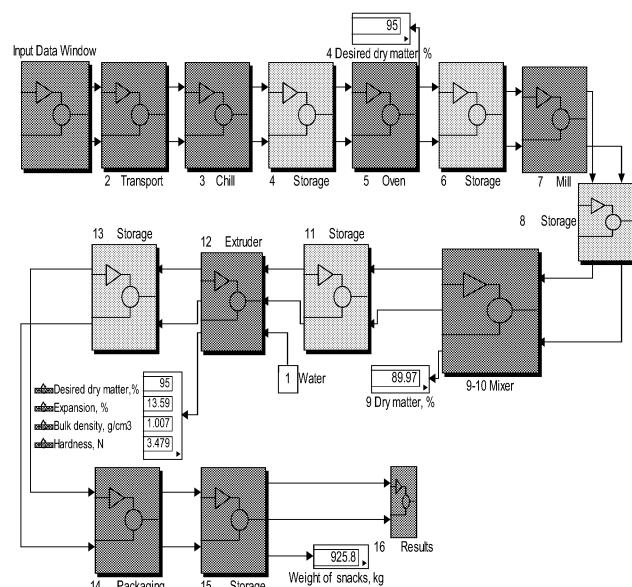 95
4 Desired dry matter, %
Input Data Window
2 Transport
3 Chill
4 Storage
5 Oven
6 Storage
7 Mill
8 Storage
13 Storage
12 Extruder
11 Storage
9-10 Mixer
1 Water
89.97
9 Dry matter, %
Desired dry matter,% 95
Expansion, % 13.59
Bulk density, g/cm3 1.007
Hardness, N 3.479
16 Results
925.8
Weight of snacks, kg
14 Packaging
15 Storage